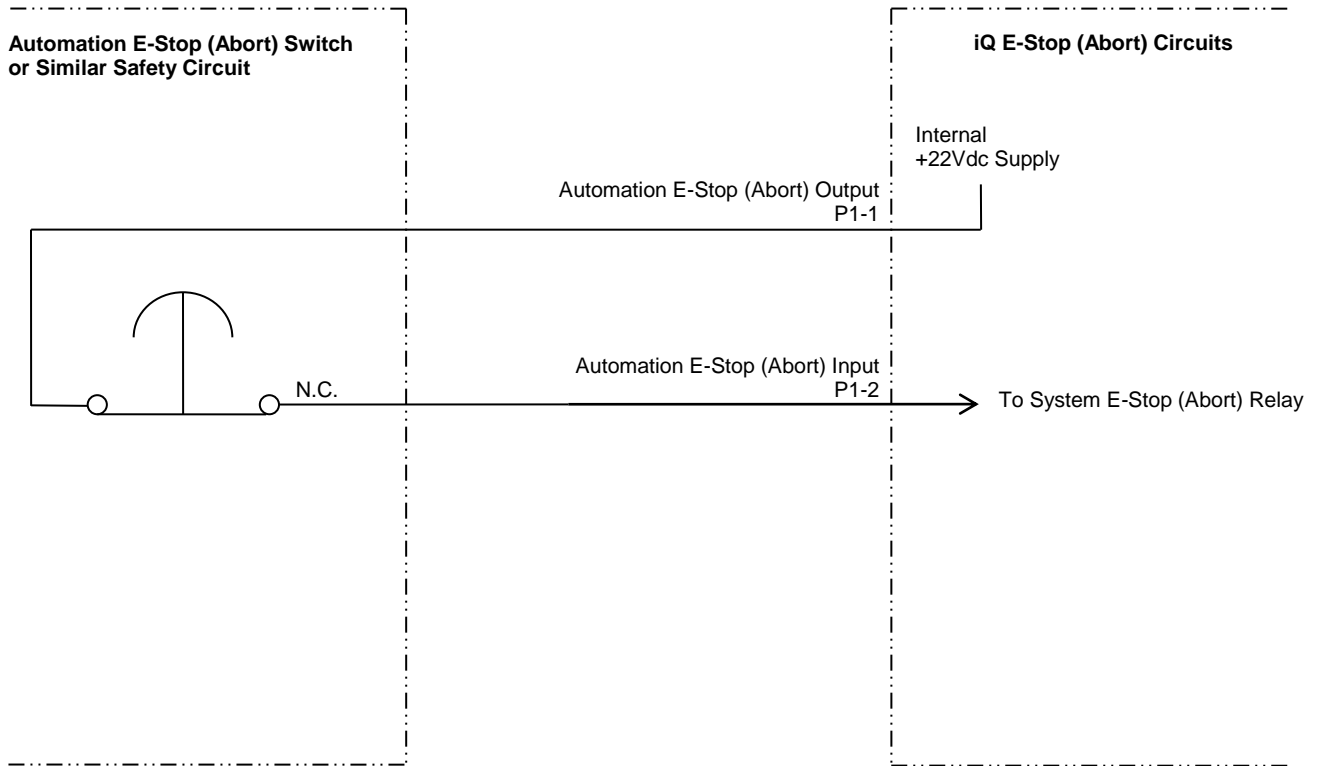 Automation E-Stop (Abort) Switch
or Similar Safety Circuit
iQ E-Stop (Abort) Circuits
Internal
+22Vdc Supply
Automation E-Stop (Abort) Output
P1-1
Automation E-Stop (Abort) Input
P1-2
N.C.
To System E-Stop (Abort) Relay